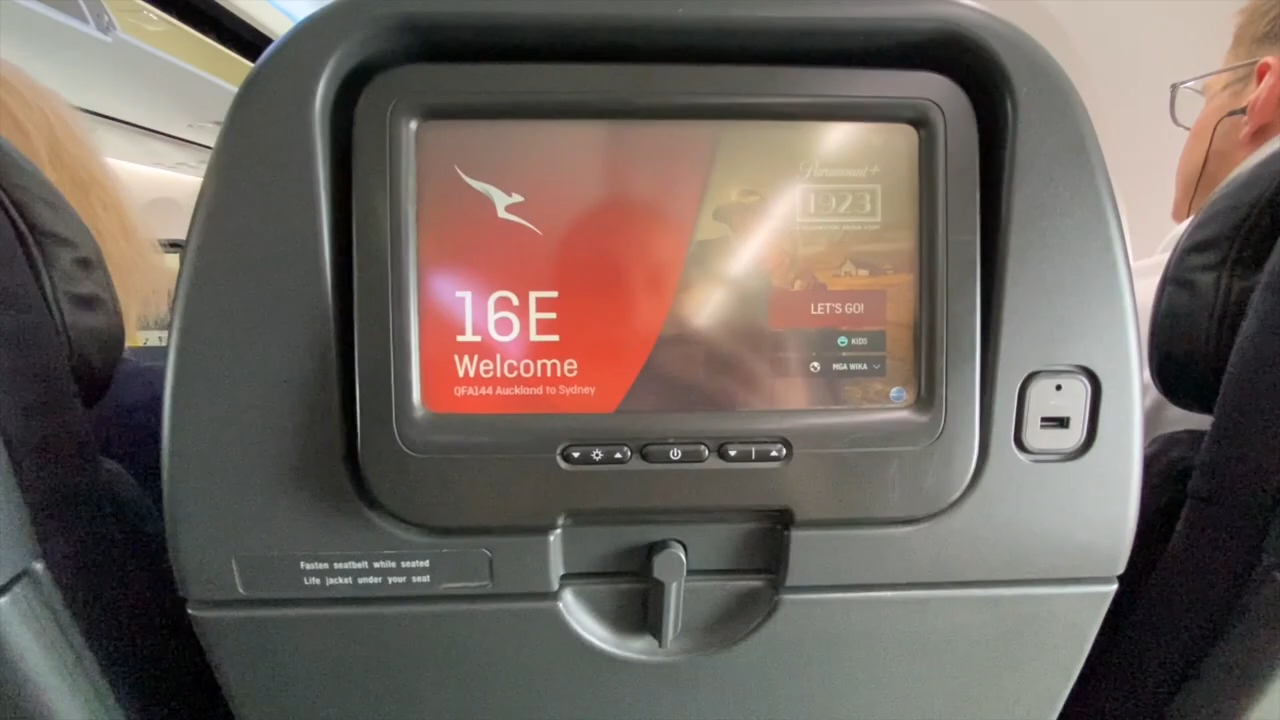 16E
Welcome
QFA144 Auckland to Sydney
Paramount+
1923
LET'S GO!
KIDS
MGA WIKA
Fasten seatbelt while seated
Life jacket under your seat